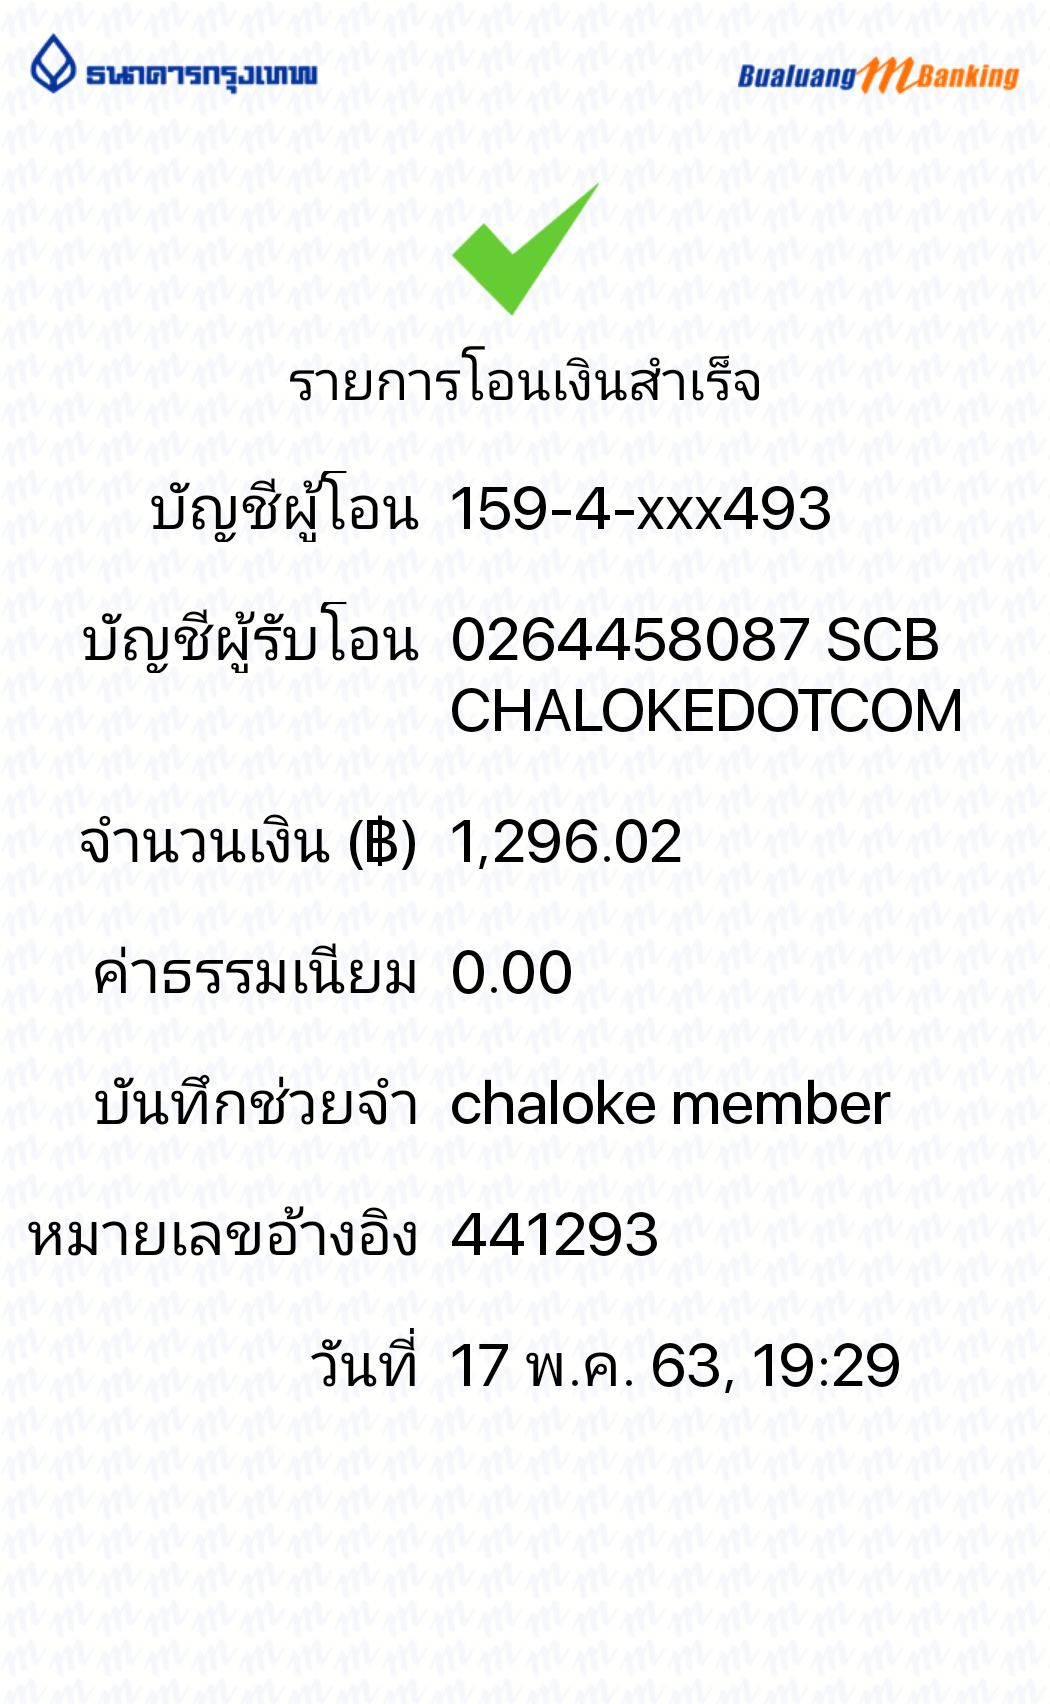 ธนาคารกรุงเทพ
Bualuang mBanking
รายการโอนเงินสำเร็จ
บัญชีผู้โอน 159-4-xxx493
บัญชีผู้รับโอน 0264458087 SCB
CHALOKEDOTCOM
จำนวนเงิน (฿) 1,296.02
ค่าธรรมเนียม 0.00
บันทึกช่วยจำ chaloke member
หมายเลขอ้างอิง 441293
วันที่ 17 พ.ค. 63, 19:29